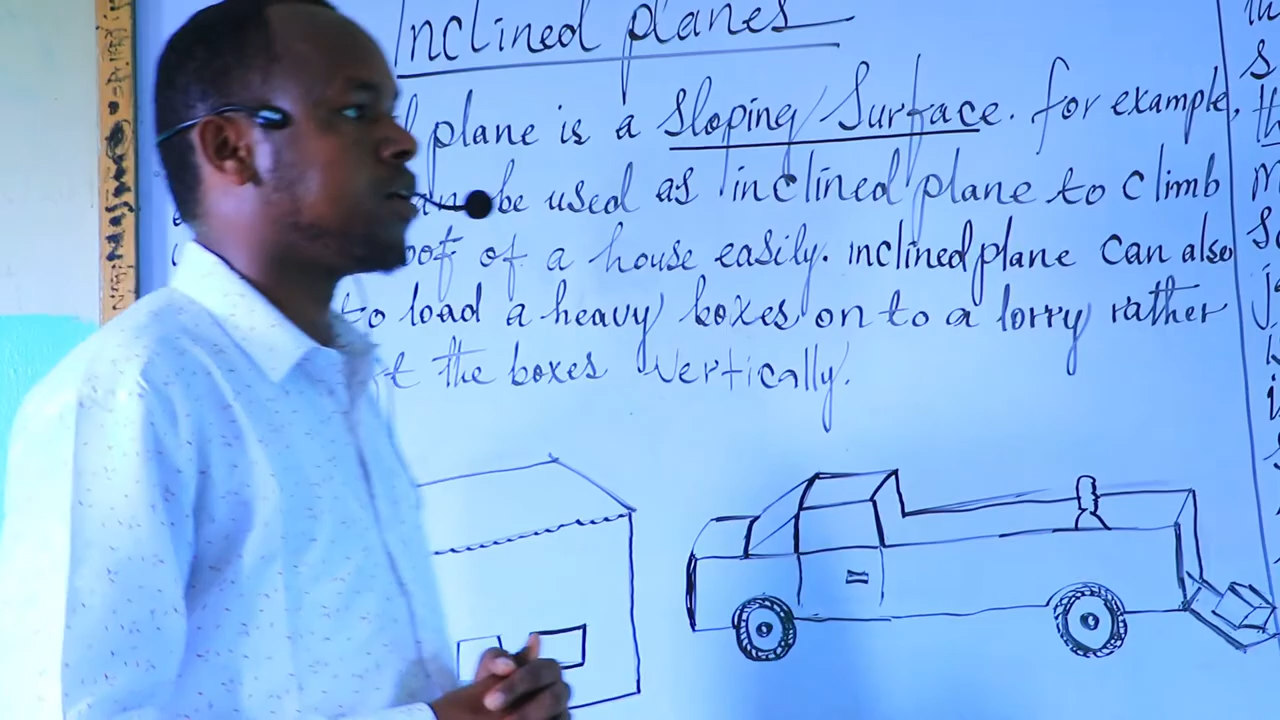 Inclined planes
plane is a sloping surface. for example,
be used as inclined plane to climb
of a house easily. inclined plane can also
to load a heavy boxes on to a lorry rather
the boxes vertically.